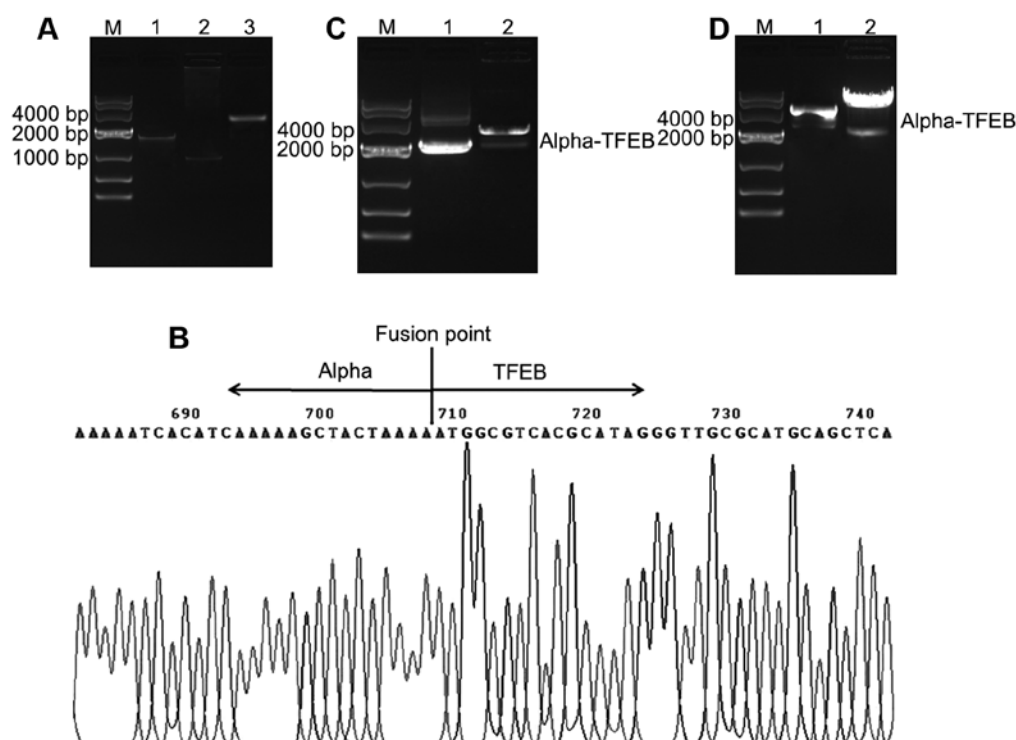 A M 1 2 3
4000 bp
2000 bp
1000 bp
C M 1 2
4000 bp
2000 bp
Alpha-TFEB
D M 1 2
4000 bp
2000 bp
Alpha-TFEB
B
Fusion point
Alpha TFEB
690 700 710 720 730 740
AAAAATCACATCAAAAAGCTACTAAAAATGGCGTCACGCATAGGGTTGCGCATGCAGCTCA